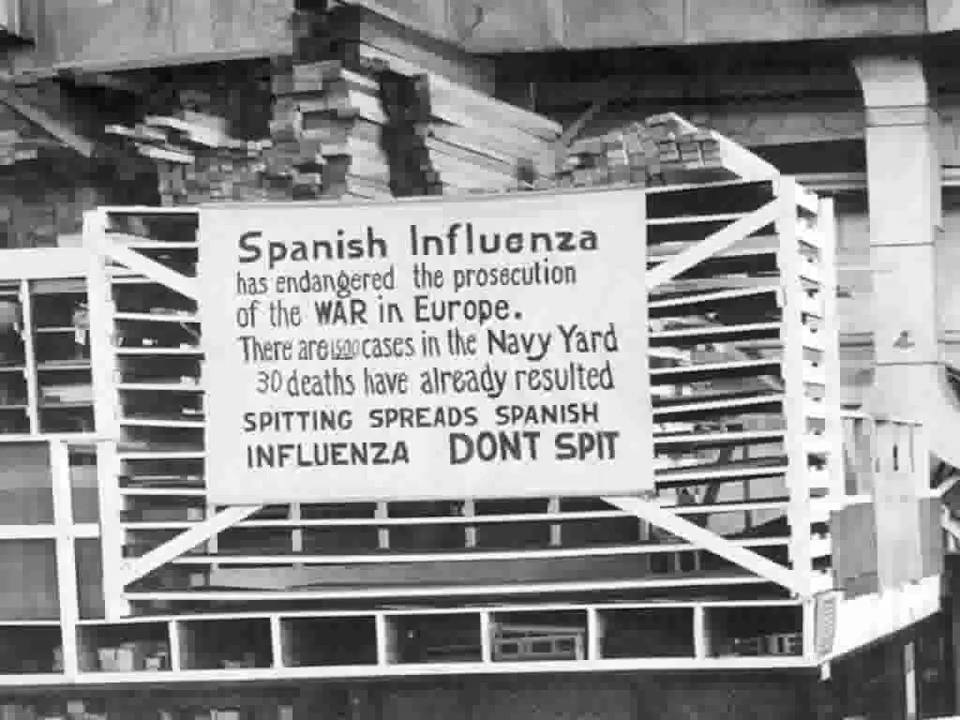 Spanish Influenza
has endangered the prosecution
of the WAR in Europe.
There are 1500 cases in the Navy Yard
30 deaths have already resulted
SPITTING SPREADS SPANISH
INFLUENZA DONT SPIT